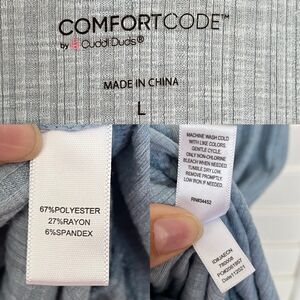 COMFORTCODE™
by Cuddl Duds®
MADE IN CHINA
L
67%POLYESTER
27%RAYON
6%SPANDEX
MACHINE WASH COLD
WITH LIKE COLORS
GENTLE CYCLE.
ONLY NON-CHLORINE
BLEACH WHEN NEEDED
TUMBLE DRY LOW.
REMOVE PROMPTLY.
LOW IRON IF NEEDED.